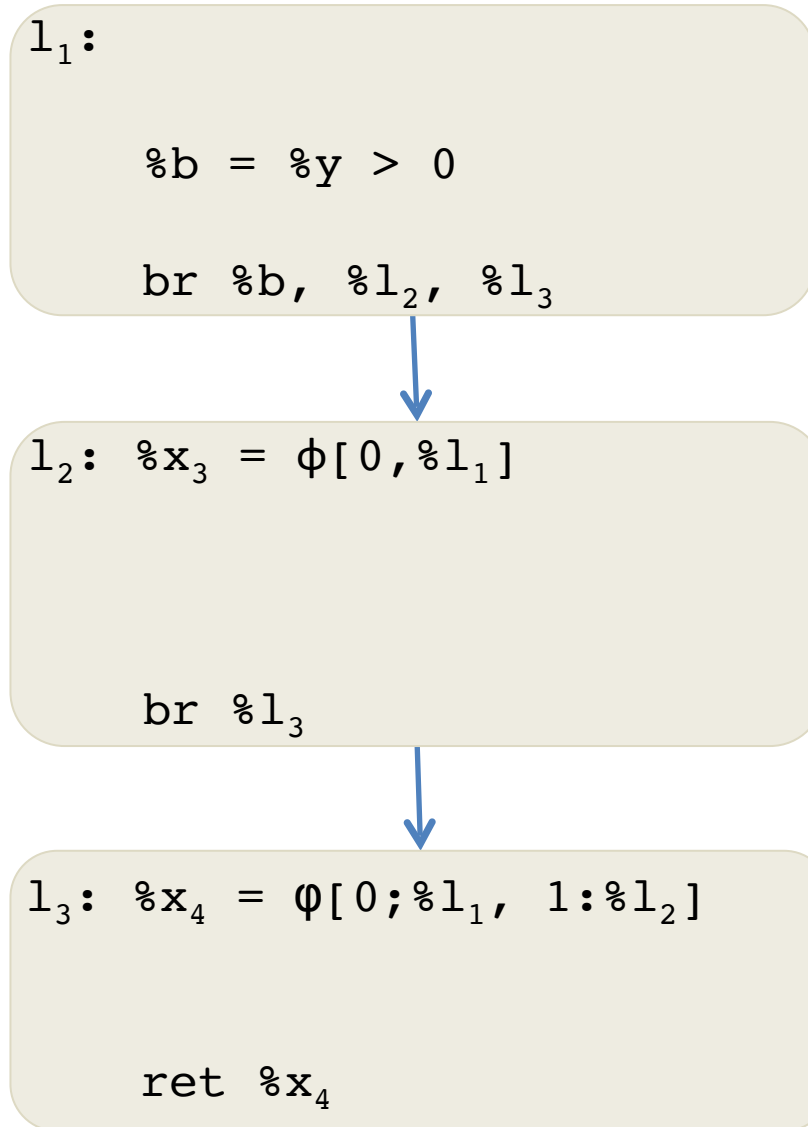 l₁:
%b = %y > 0
br %b, %l₂, %l₃
l₂: %x₃ = ϕ[0,%l₁]
br %l₃
l₃: %x₄ = φ[0;%l₁, 1:%l₂]
ret %x₄